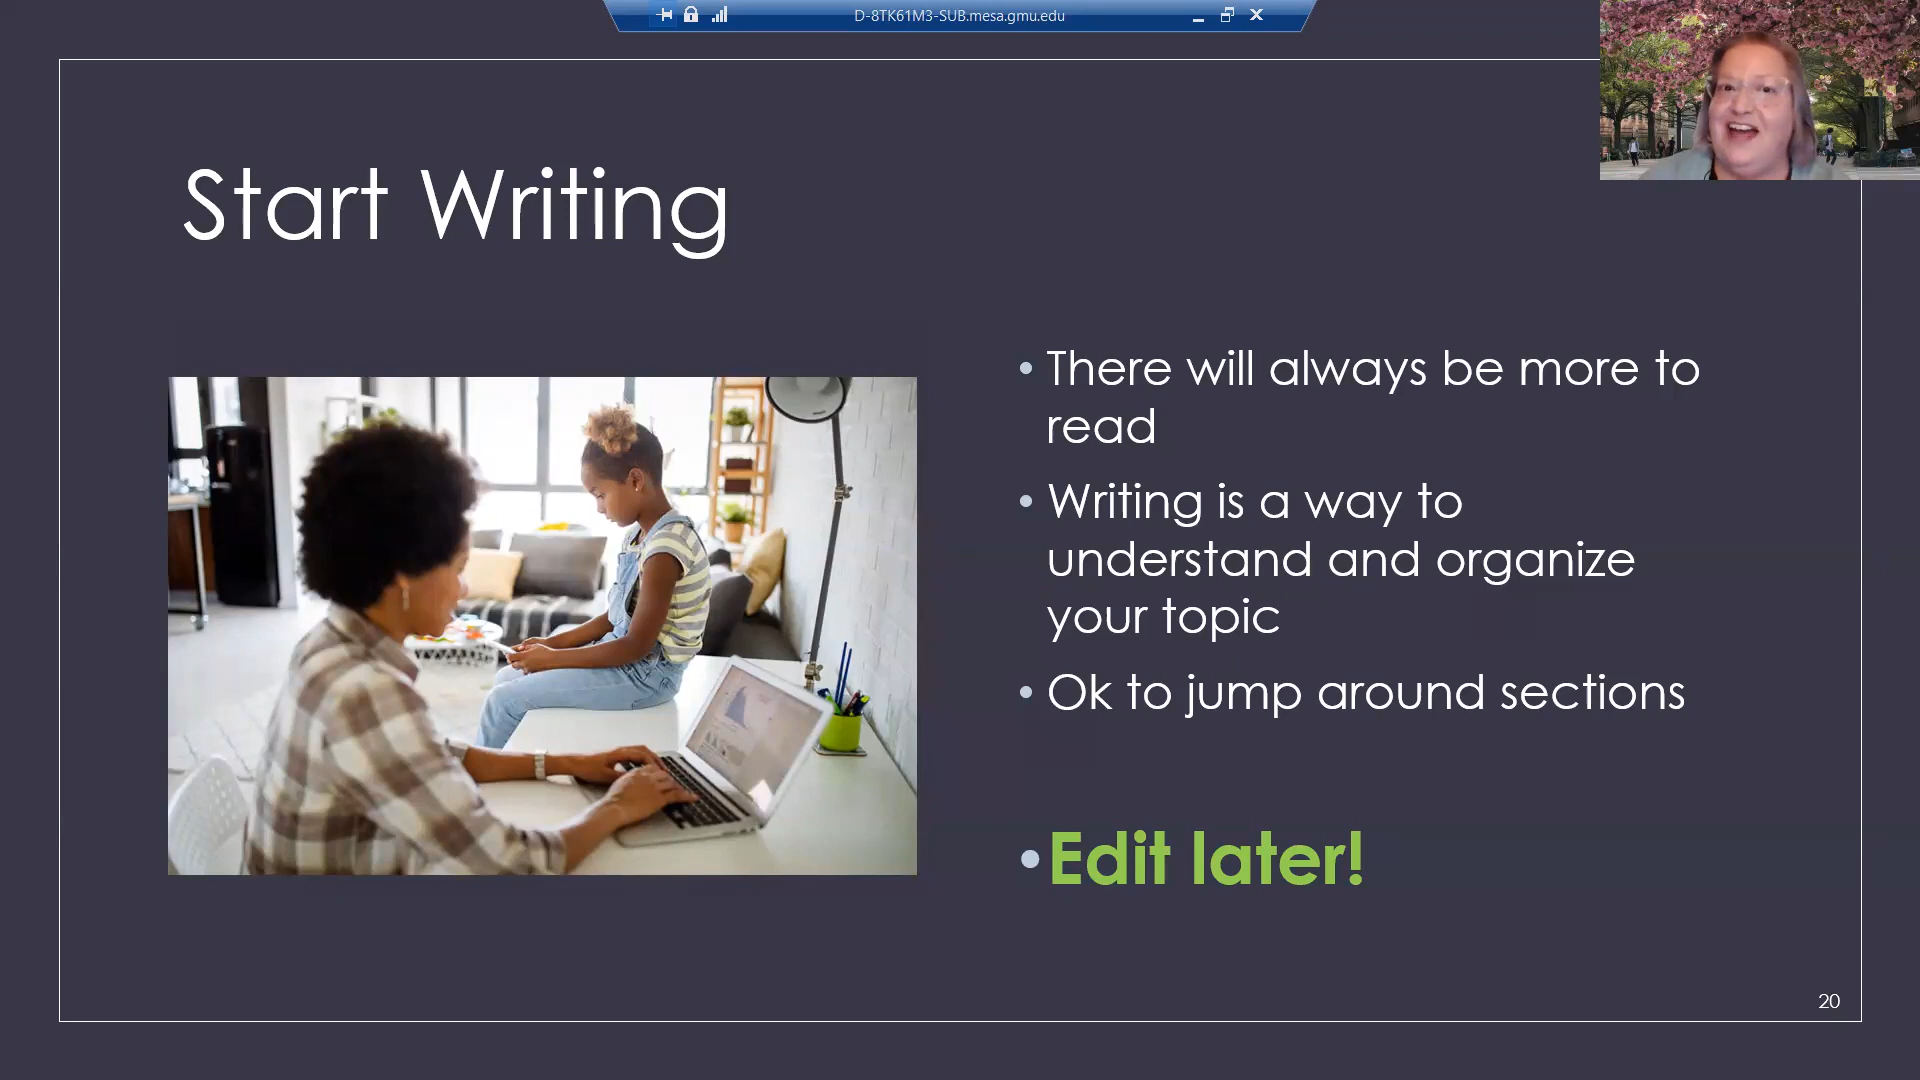 D-8TK61M3-SUB.mesa.gmu.edu
Start Writing
• There will always be more to
read
• Writing is a way to
understand and organize
your topic
• Ok to jump around sections
• Edit later!
20